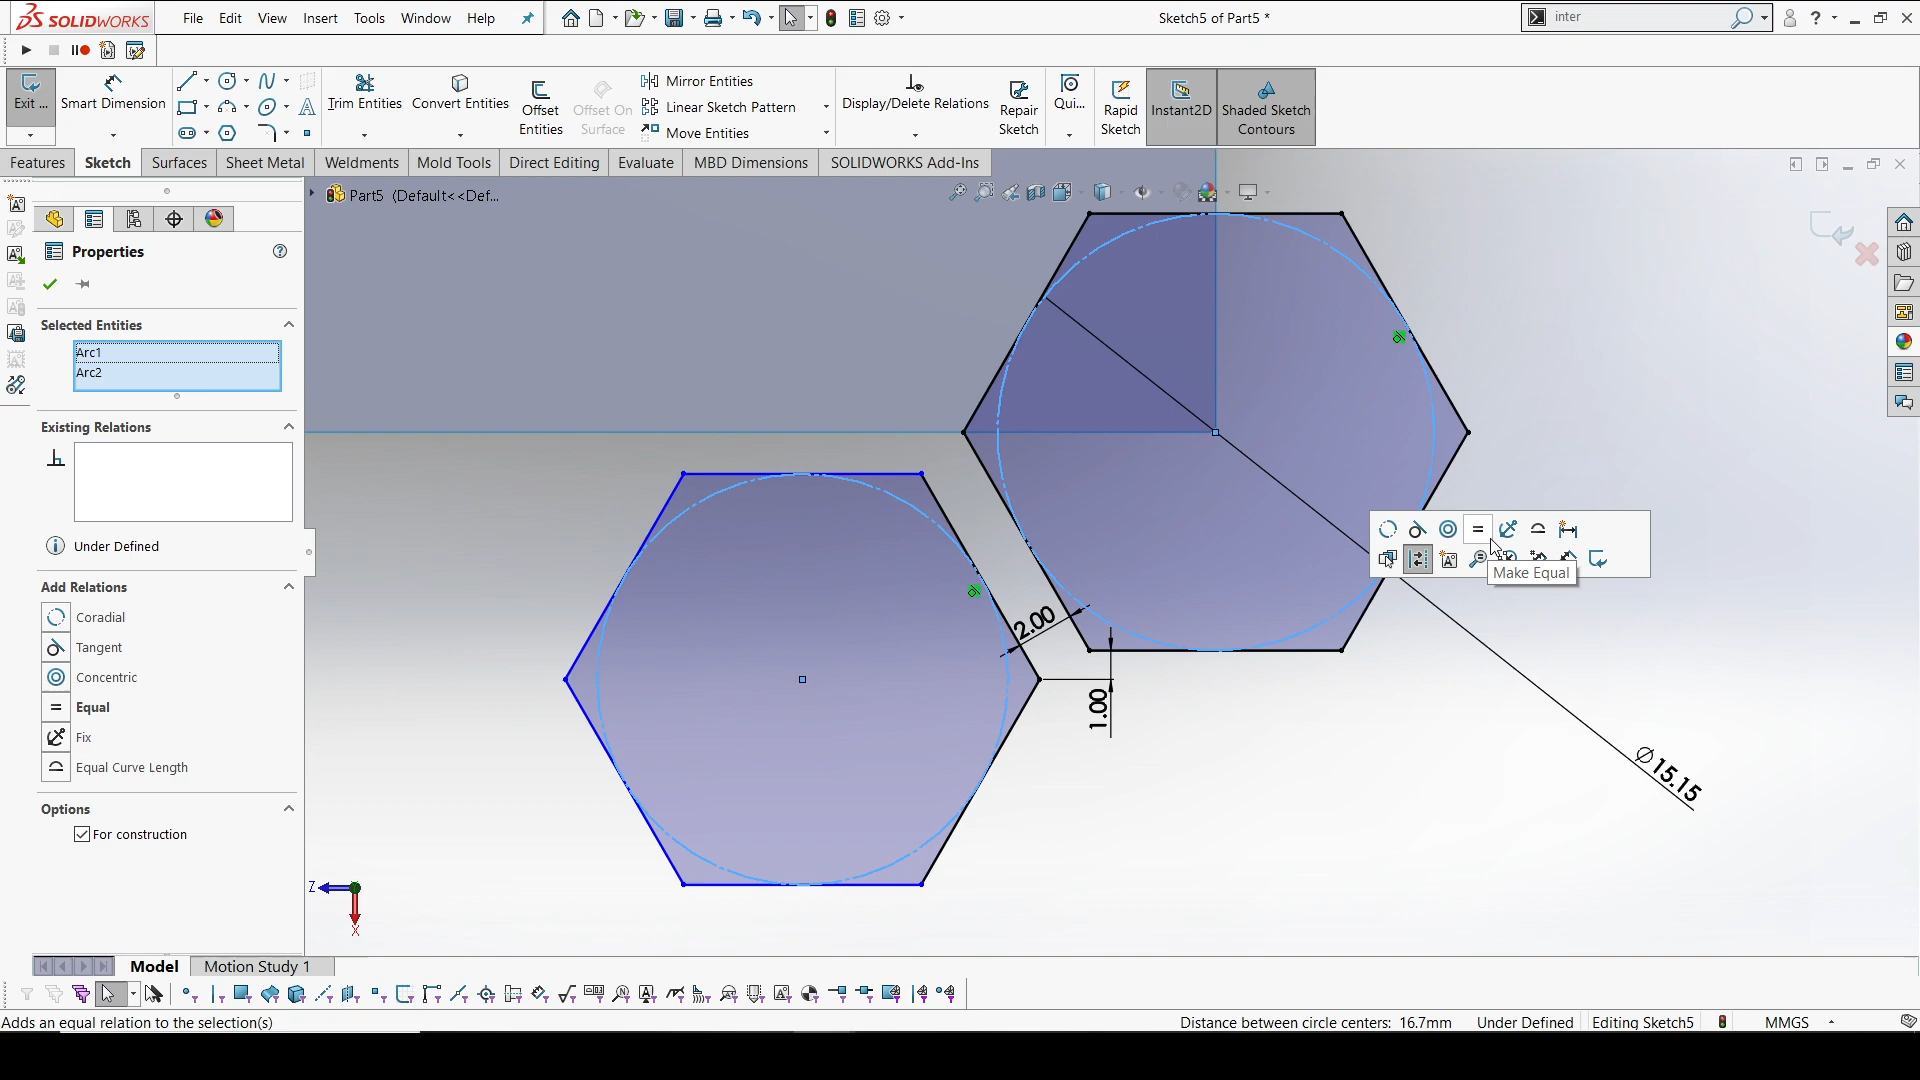 SOLIDWORKS File Edit View Insert Tools Window Help Sketch5 of Part5 * inter
Exit ... Smart Dimension Trim Entities Convert Entities Offset Entities Offset On Surface Mirror Entities Linear Sketch Pattern Move Entities Display/Delete Relations Repair Sketch Qui... Rapid Sketch Instant2D Shaded Sketch Contours
Features Sketch Surfaces Sheet Metal Weldments Mold Tools Direct Editing Evaluate MBD Dimensions SOLIDWORKS Add-Ins
Part5 (Default<<Def...
Properties
Selected Entities
Arc1
Arc2
Existing Relations
Under Defined
Add Relations
Coradial
Tangent
Concentric
Equal
Fix
Equal Curve Length
Options
For construction
Make Equal
2.00
1.00
∅15.15
Z
X
Model Motion Study 1
Adds an equal relation to the selection(s) Distance between circle centers: 16.7mm Under Defined Editing Sketch5 MMGS